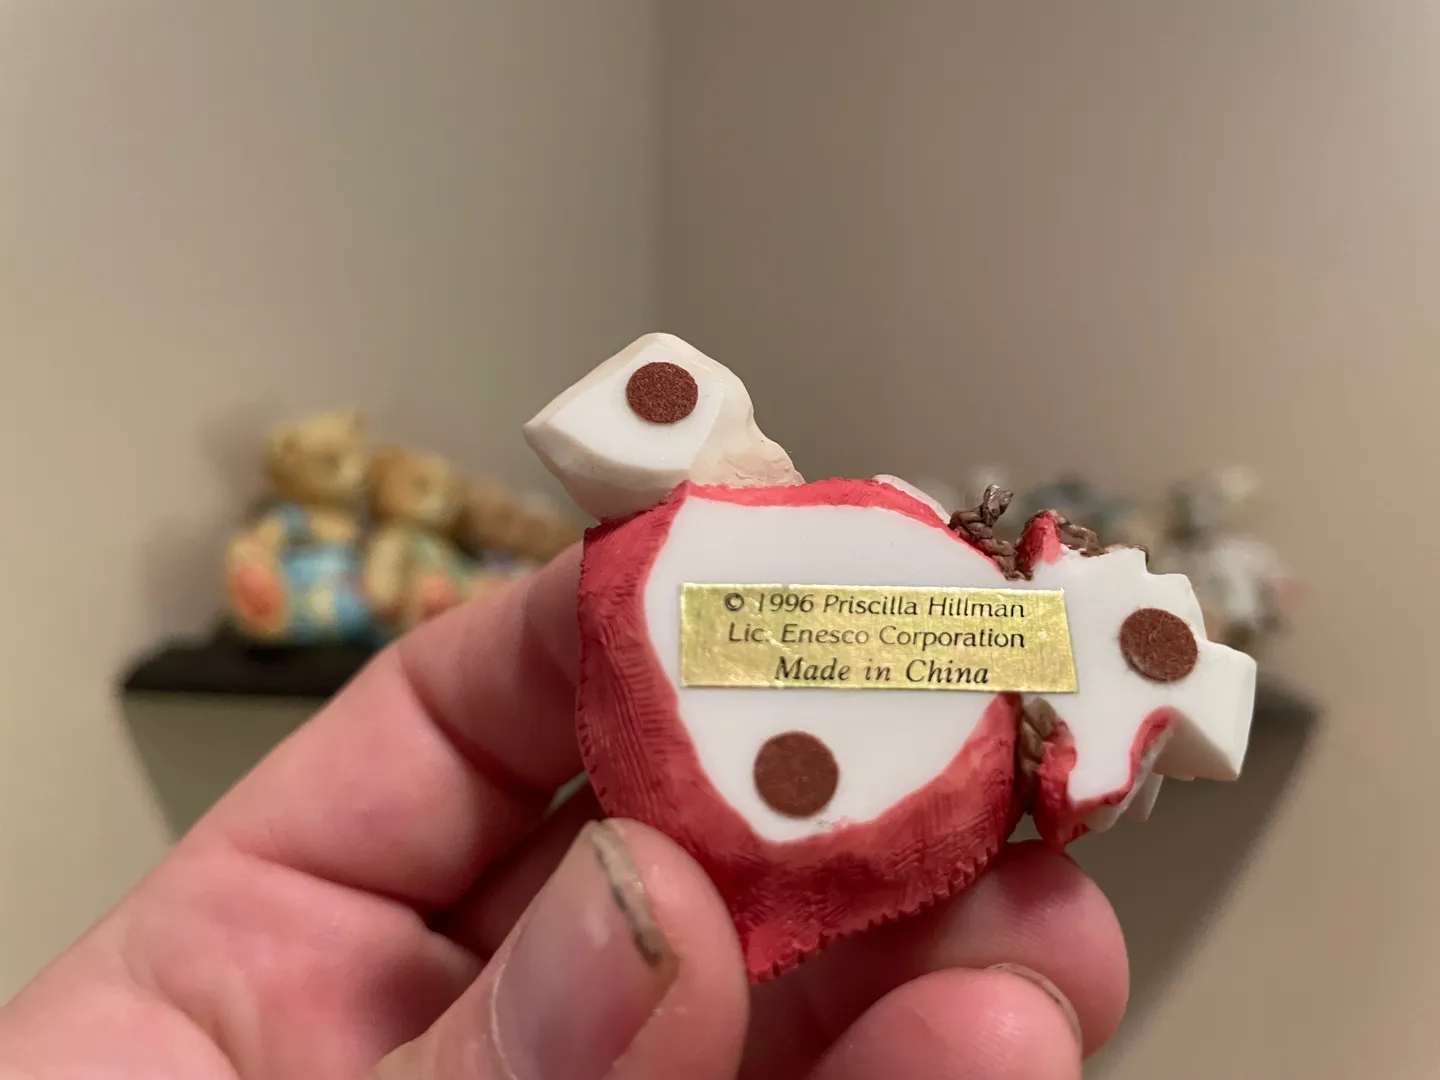 © 1996 Priscilla Hillman
Lic. Enesco Corporation
Made in China